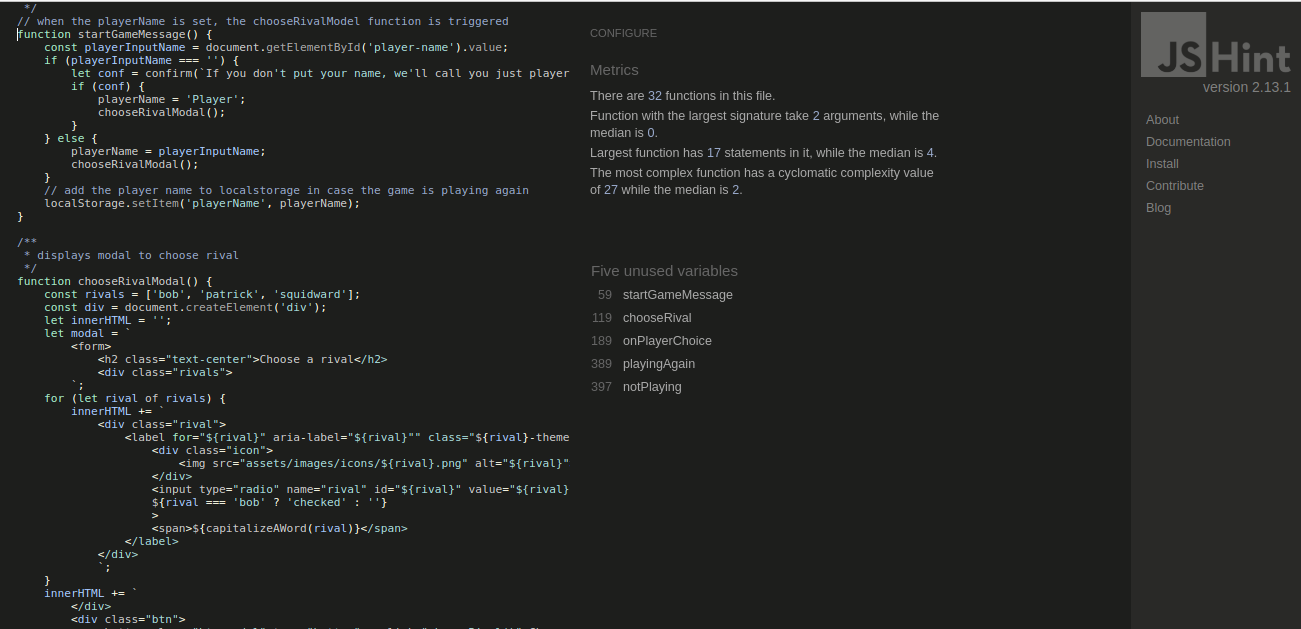 */
// when the playerName is set, the chooseRivalModel function is triggered
function startGameMessage() {
    const playerInputName = document.getElementById('player-name').value;
    if (playerInputName === '') {
        let conf = confirm(`If you don't put your name, we'll call you just player
        if (conf) {
            playerName = 'Player';
            chooseRivalModal();
        }
    } else {
        playerName = playerInputName;
        chooseRivalModal();
    }
    // add the player name to localstorage in case the game is playing again
    localStorage.setItem('playerName', playerName);
}

/**
 * displays modal to choose rival
 */
function chooseRivalModal() {
    const rivals = ['bob', 'patrick', 'squidward'];
    const div = document.createElement('div');
    let innerHTML = '';
    let modal = `
        <form>
            <h2 class="text-center">Choose a rival</h2>
            <div class="rivals">
        `;
    for (let rival of rivals) {
        innerHTML += `
            <div class="rival">
                <label for="${rival}" aria-label="${rival}"" class="${rival}-theme
                    <div class="icon">
                        <img src="assets/images/icons/${rival}.png" alt="${rival}"
                    </div>
                    <input type="radio" name="rival" id="${rival}" value="${rival}
                    ${rival === 'bob' ? 'checked' : ''}
                    >
                    <span>${capitalizeAWord(rival)}</span>
                </label>
            </div>
            `;
    }
    innerHTML += `
        </div>
        <div class="btn">
CONFIGURE
Metrics
There are 32 functions in this file.
Function with the largest signature take 2 arguments, while the
median is 0.
Largest function has 17 statements in it, while the median is 4.
The most complex function has a cyclomatic complexity value
of 27 while the median is 2.
Five unused variables
59 startGameMessage
119 chooseRival
189 onPlayerChoice
389 playingAgain
397 notPlaying
JSHint
version 2.13.1
About
Documentation
Install
Contribute
Blog